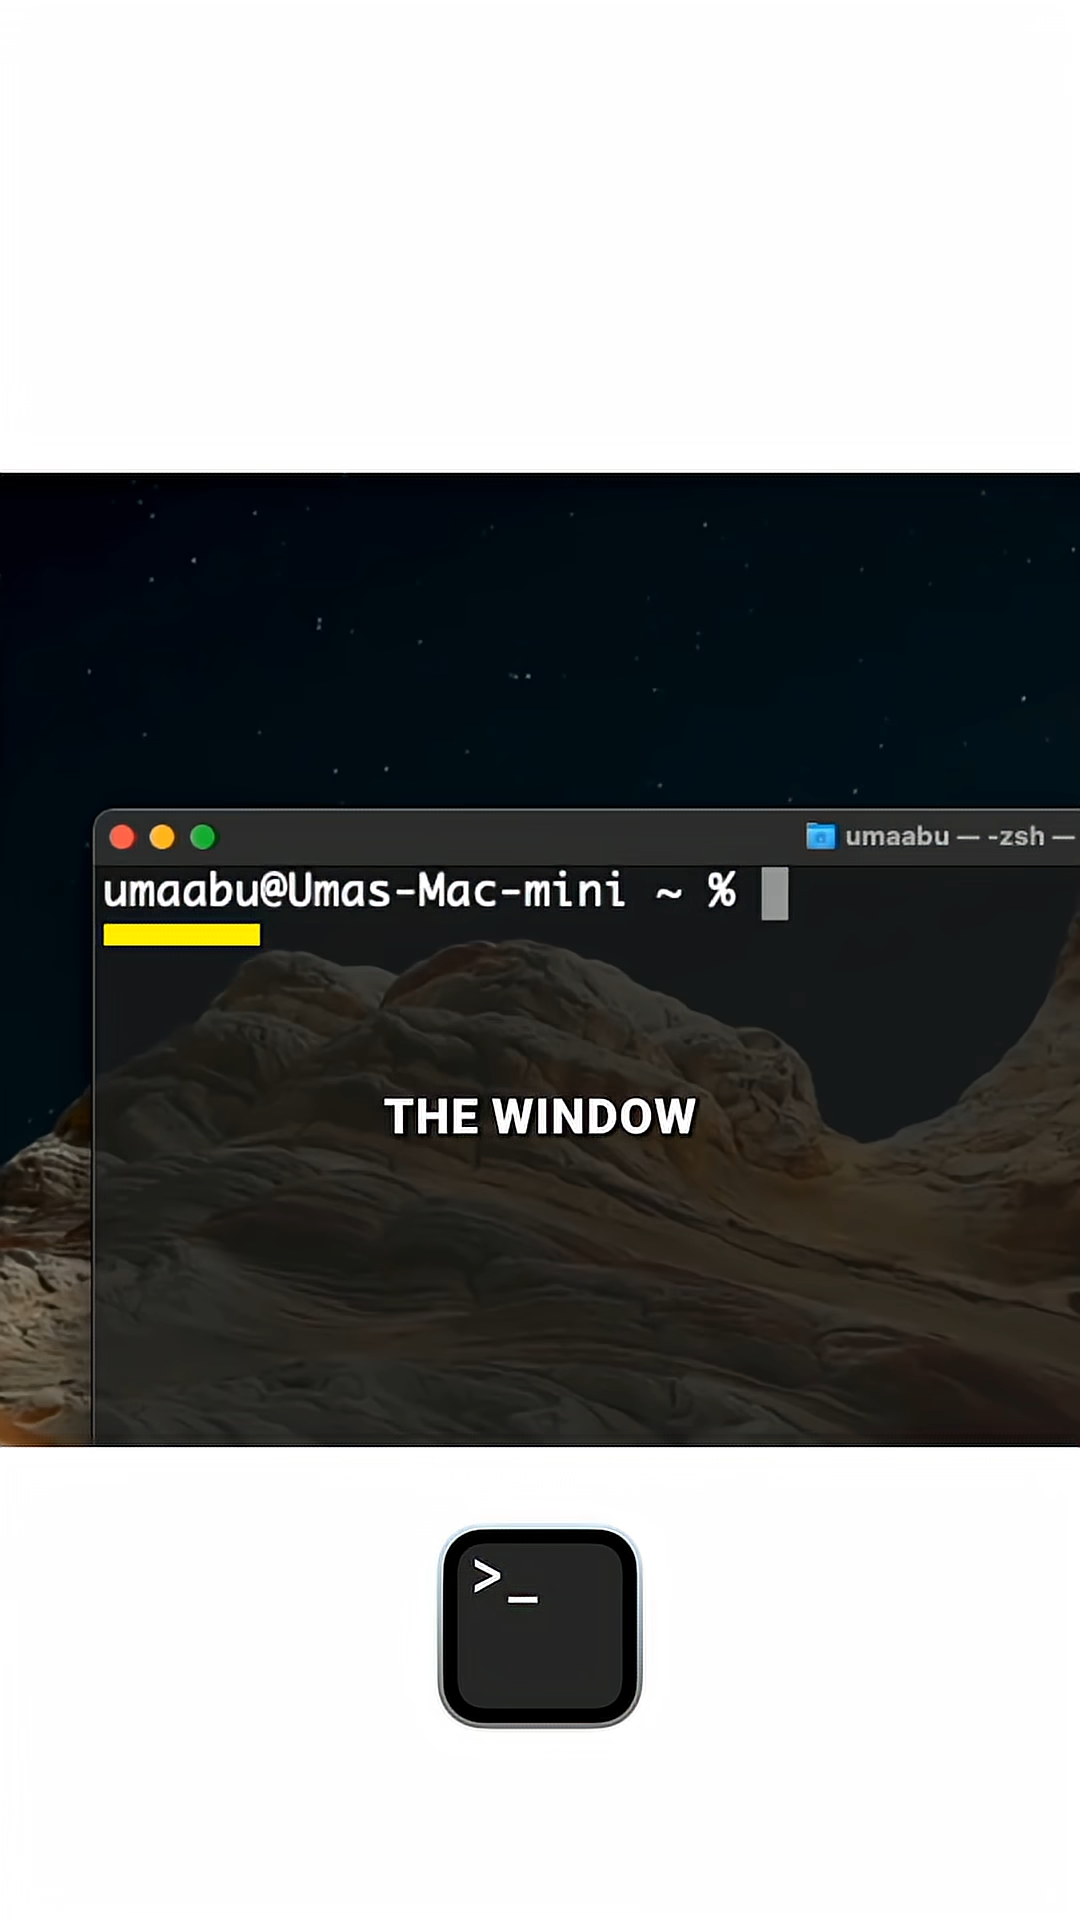 umaabu — -zsh —
umaabu@Umas-Mac-mini ~ %
THE WINDOW
>_